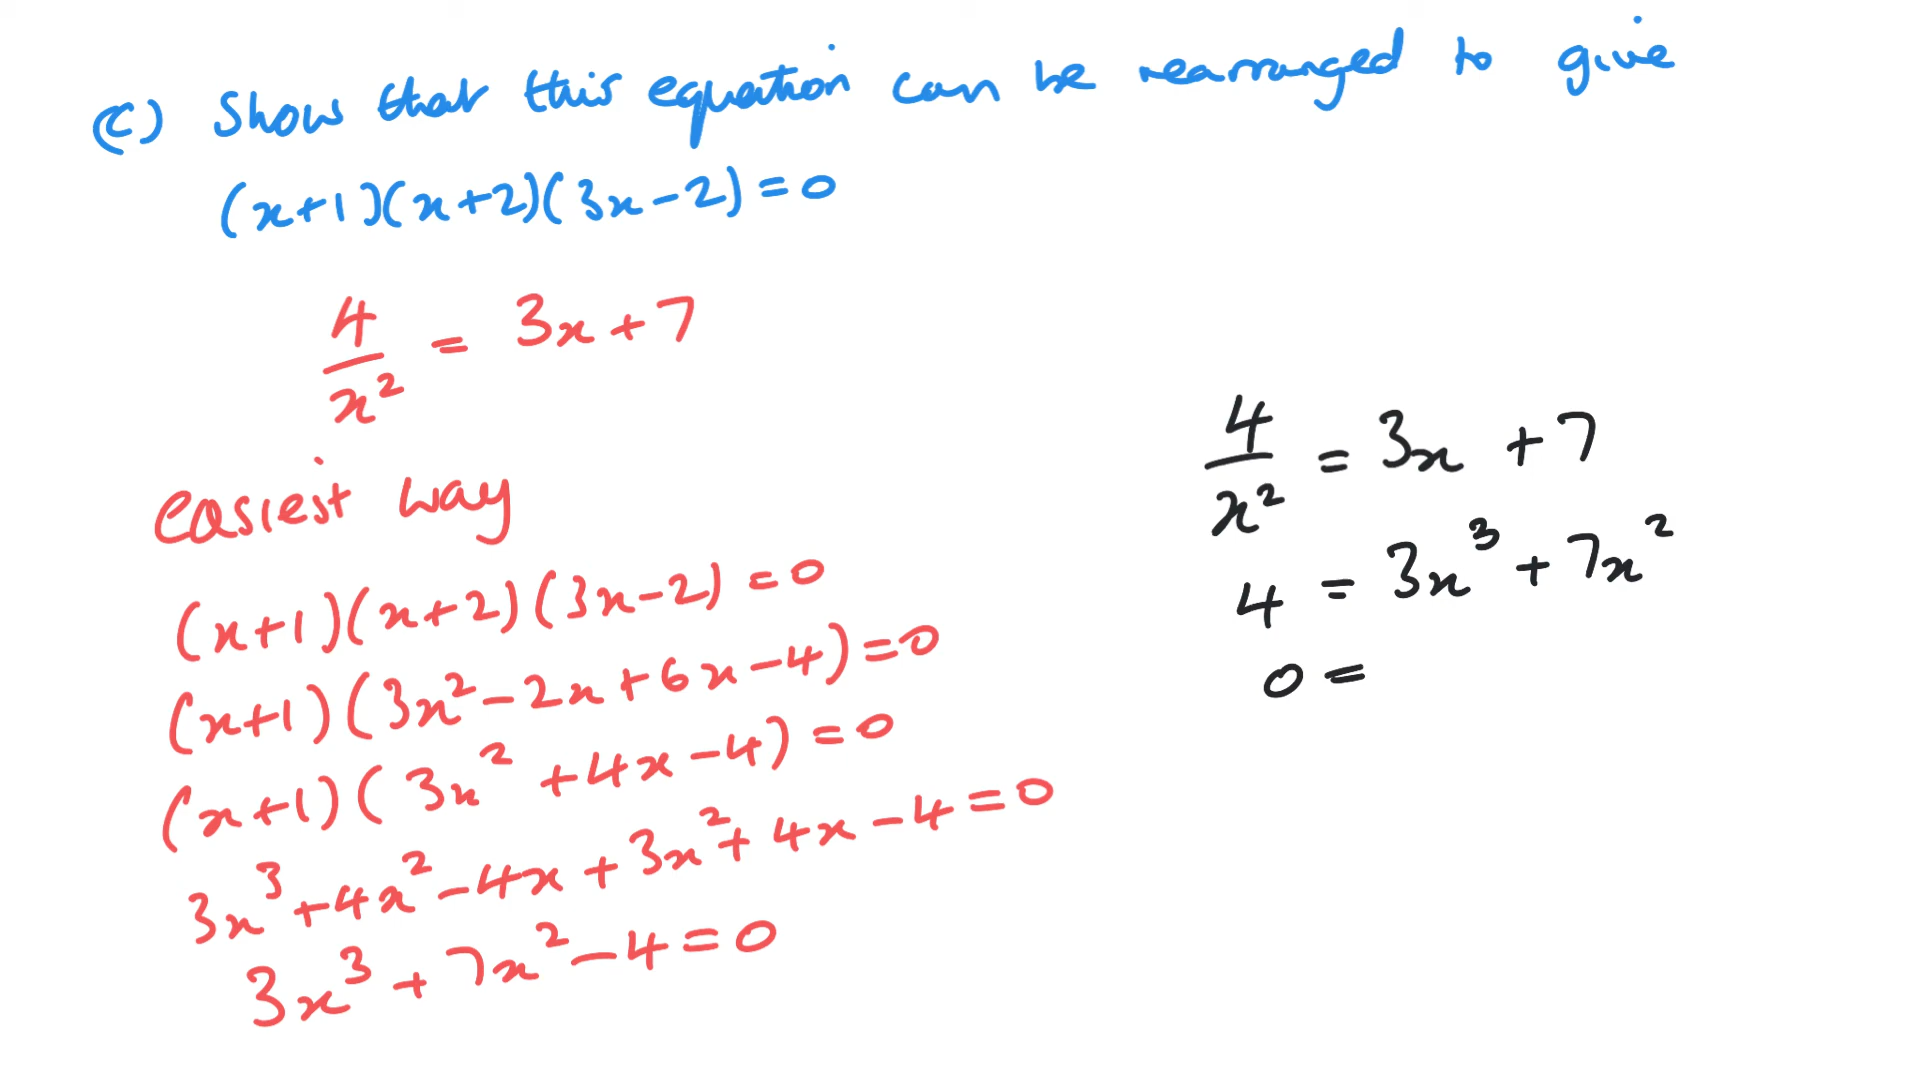 (c) Show that this equation can be rearranged to give
(x+1)(x+2)(3x-2)=0
4/x² = 3x+7
easiest way
(x+1)(x+2)(3x-2)=0
(x+1)(3x²-2x+6x-4)=0
(x+1)(3x²+4x-4)=0
3x³+4x²-4x+3x²+4x-4=0
3x³+7x²-4=0
4/x² = 3x+7
4 = 3x³+7x²
0=